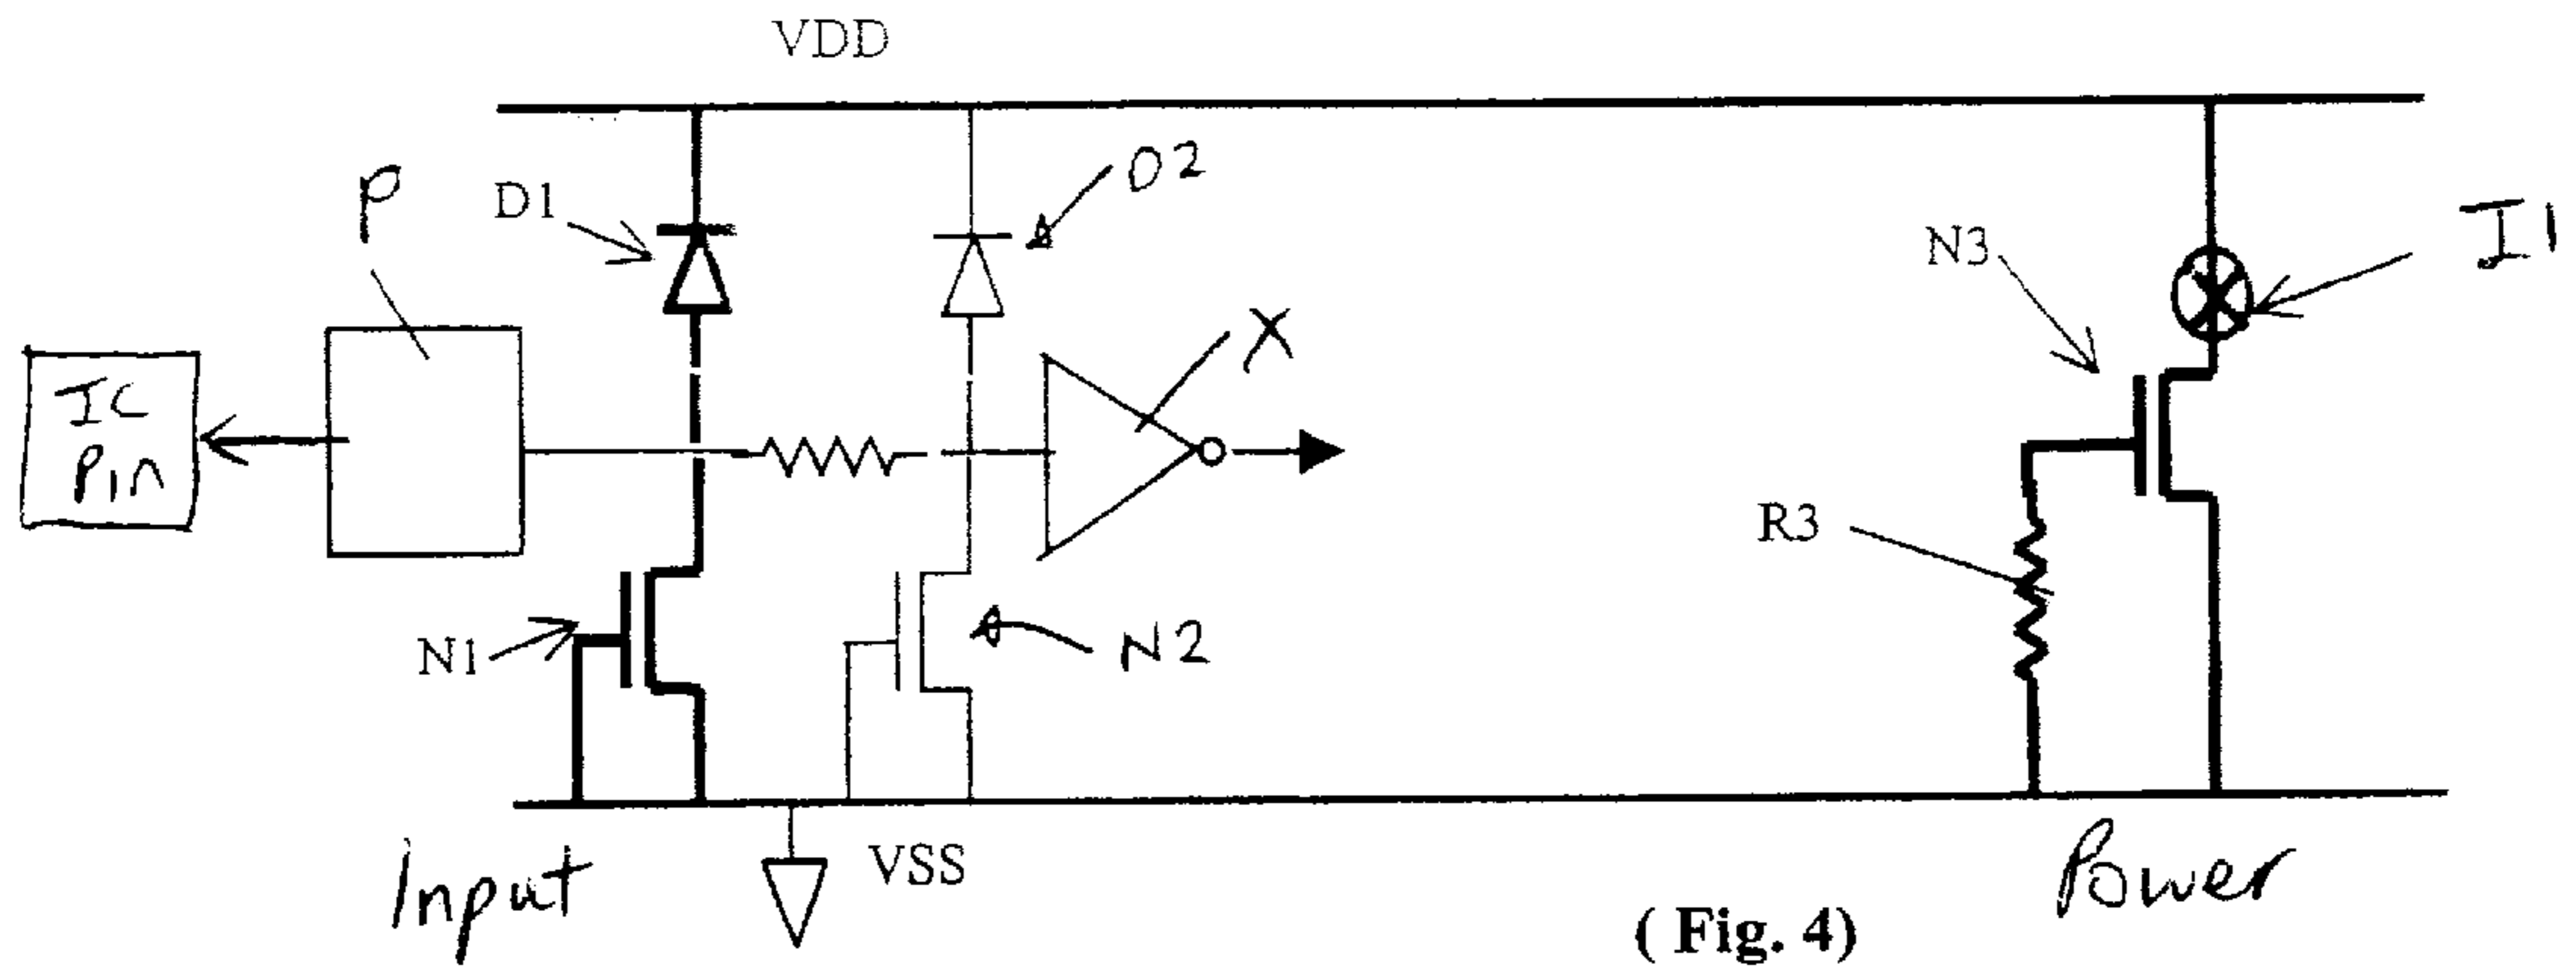 VDD
P
D1
D2
N3
I1
IC
Pin
X
R3
N1
N2
VSS
Input
Power
( Fig. 4)